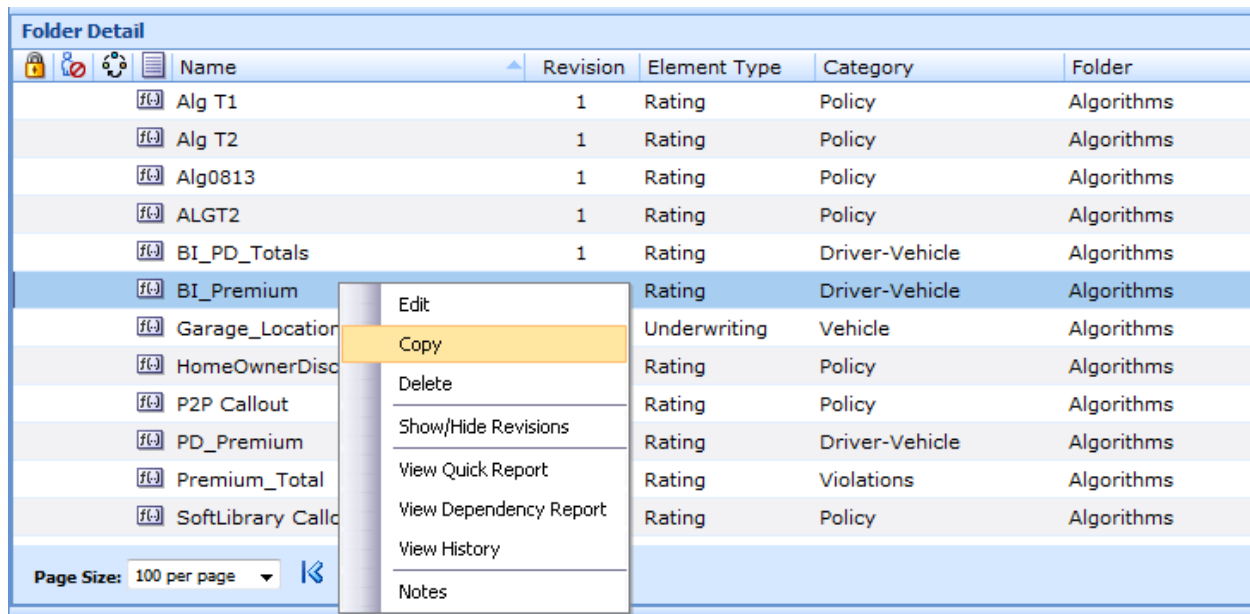 Folder Detail
Name Revision Element Type Category Folder
f(.) Alg T1 1 Rating Policy Algorithms
f(.) Alg T2 1 Rating Policy Algorithms
f(.) Alg0813 1 Rating Policy Algorithms
f(.) ALGT2 1 Rating Policy Algorithms
f(.) BI_PD_Totals 1 Rating Driver-Vehicle Algorithms
f(.) BI_Premium Rating Driver-Vehicle Algorithms
f(.) Garage_Location Underwriting Vehicle Algorithms
f(.) HomeOwnerDisc Rating Policy Algorithms
f(.) P2P Callout Rating Policy Algorithms
f(.) PD_Premium Rating Driver-Vehicle Algorithms
f(.) Premium_Total Rating Violations Algorithms
f(.) SoftLibrary Callo Rating Policy Algorithms
Edit
Copy
Delete
Show/Hide Revisions
View Quick Report
View Dependency Report
View History
Notes
Page Size: 100 per page